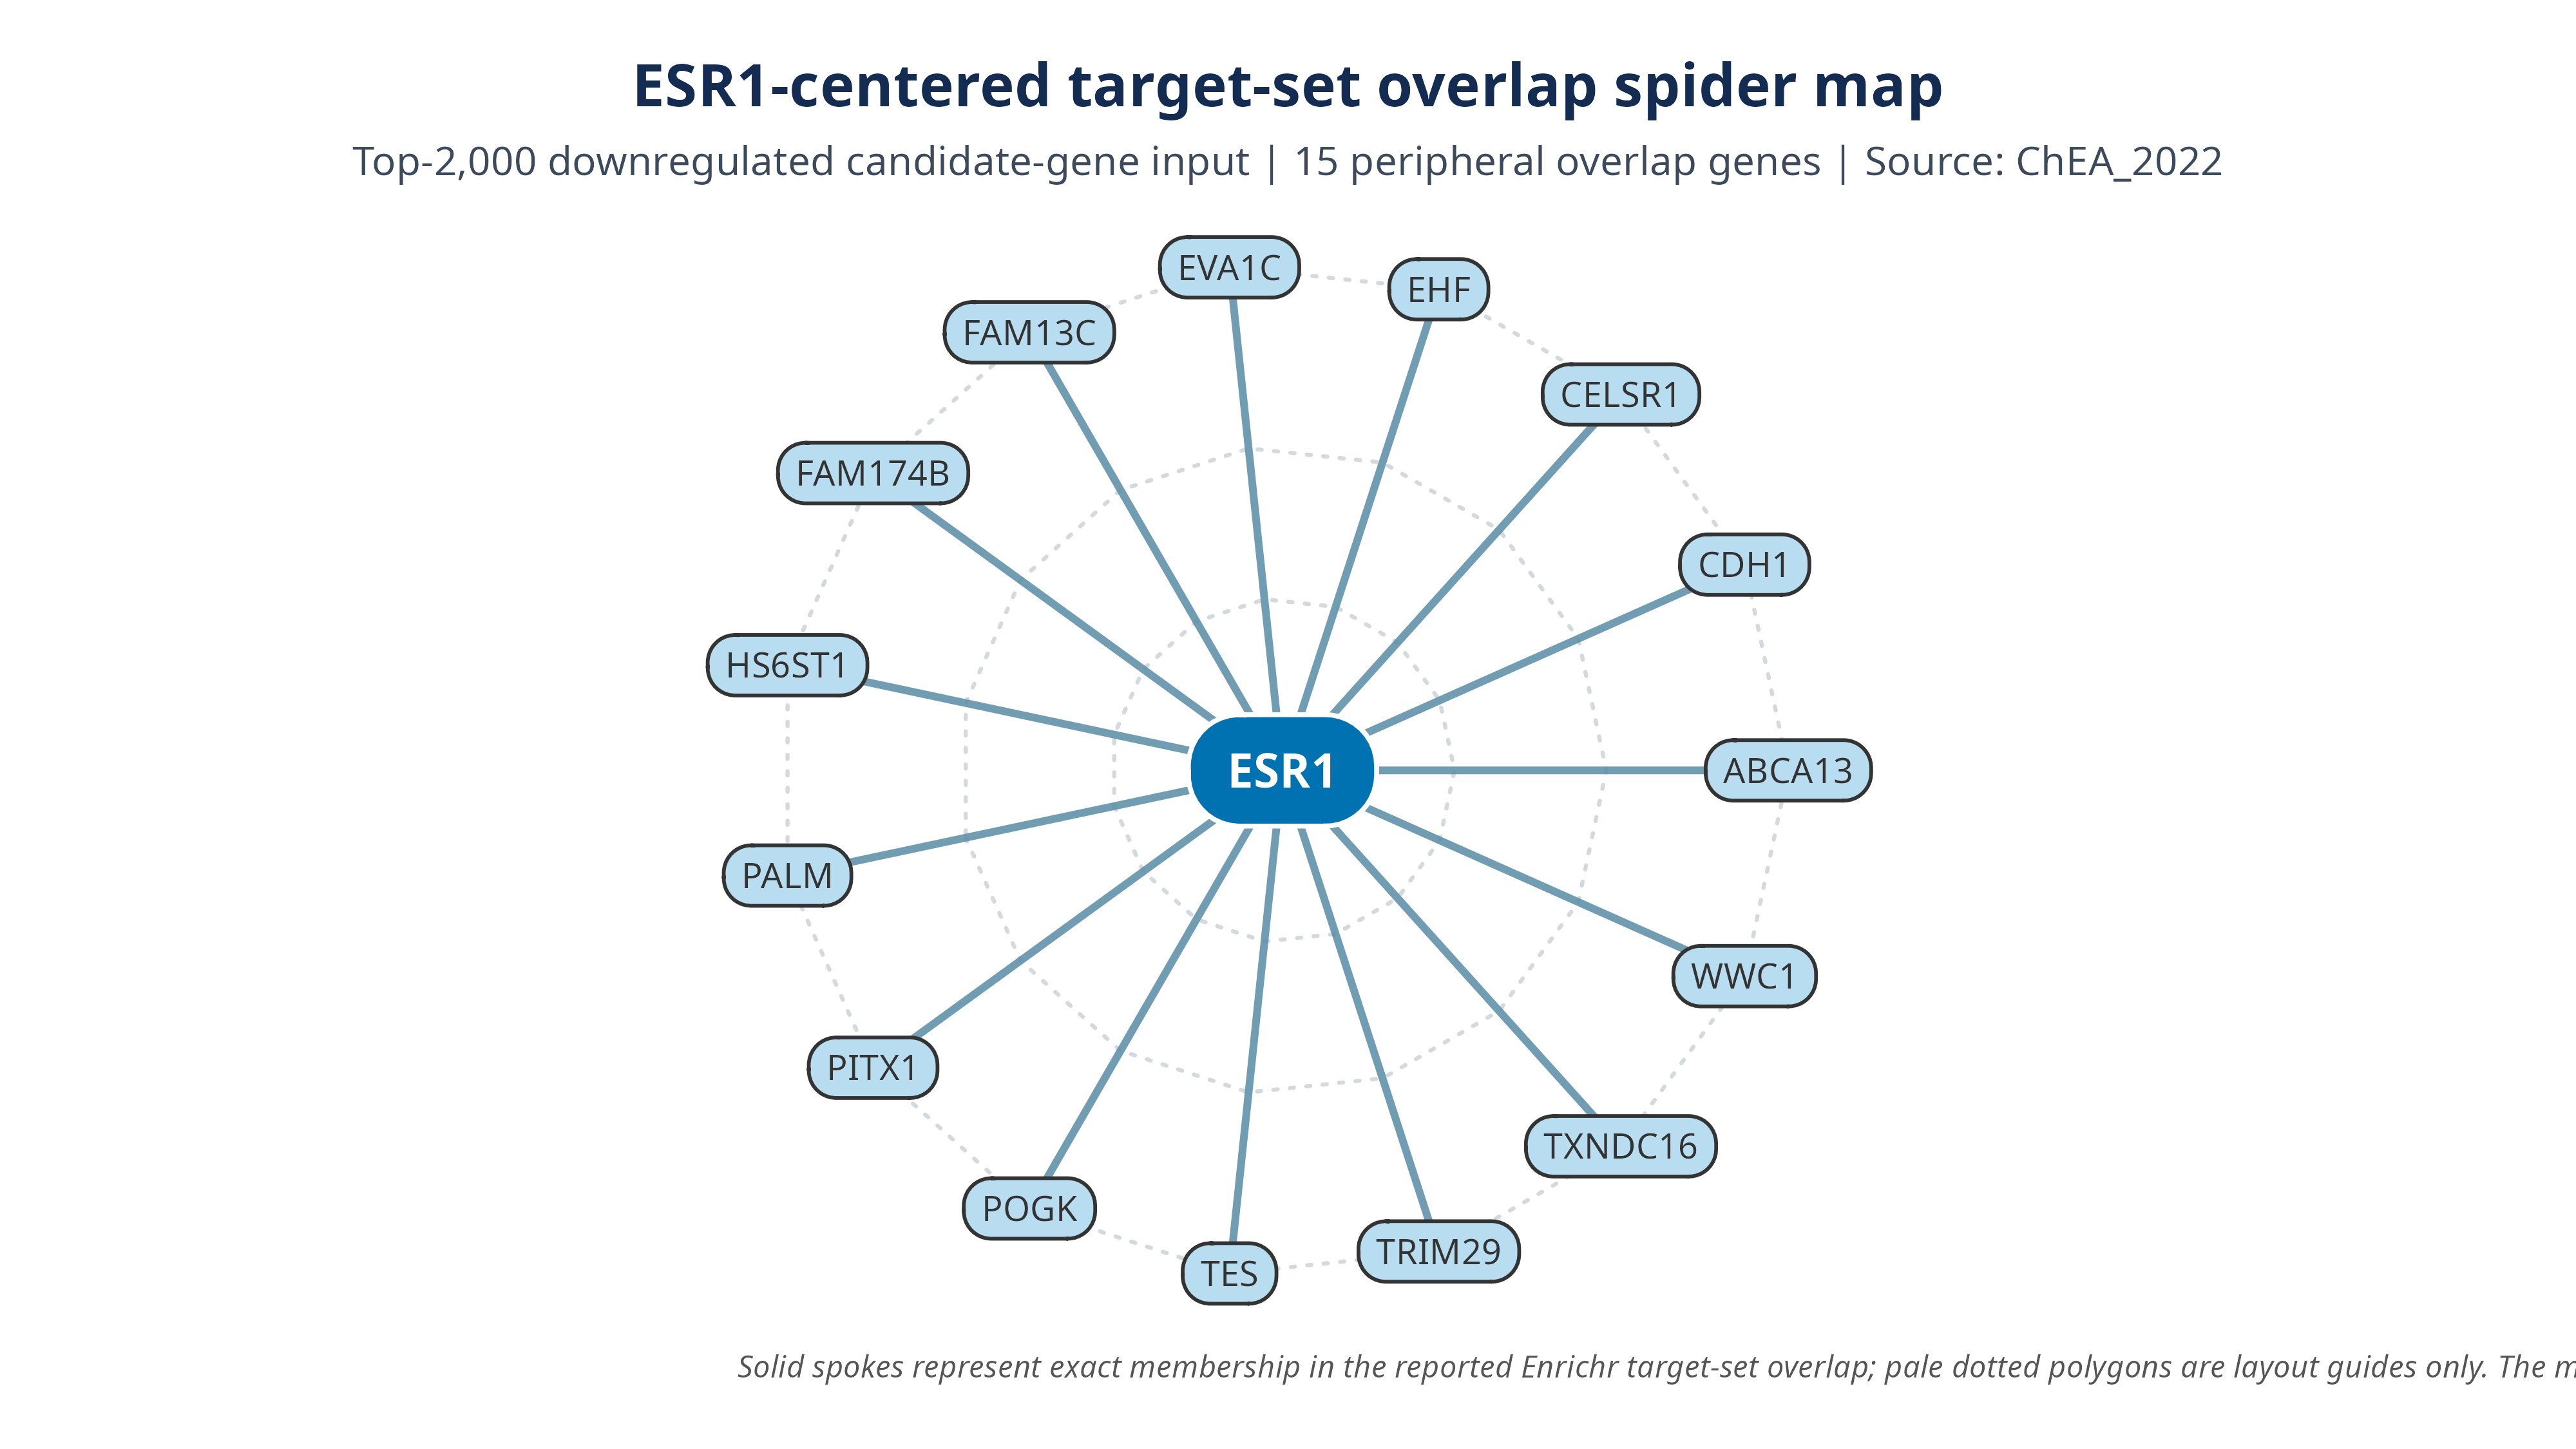 ESR1-centered target-set overlap spider map
Top-2,000 downregulated candidate-gene input | 15 peripheral overlap genes | Source: ChEA_2022
EVA1C
EHF
FAM13C
CELSR1
FAM174B
CDH1
HS6ST1
ESR1
ABCA13
PALM
WWC1
PITX1
TXNDC16
POGK
TRIM29
TES
Solid spokes represent exact membership in the reported Enrichr target-set overlap; pale dotted polygons are layout guides only. The